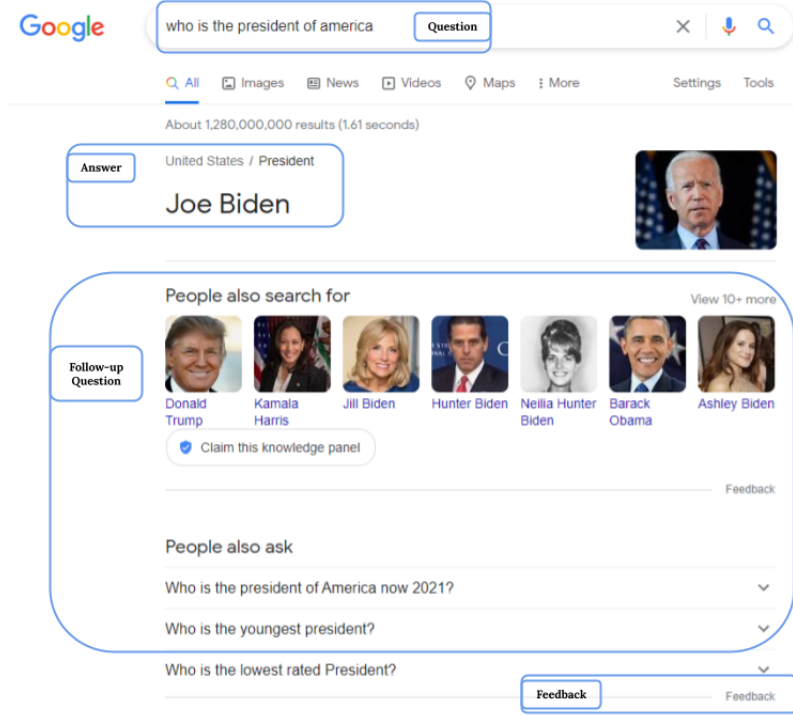 Google
who is the president of america
Question
All Images News Videos Maps More Settings Tools
About 1,280,000,000 results (1.61 seconds)
Answer
United States / President
Joe Biden
People also search for
View 10+ more
Follow-up
Question
Donald
Trump
Kamala
Harris
Jill Biden
Hunter Biden
Neilia Hunter
Biden
Barack
Obama
Ashley Biden
Claim this knowledge panel
Feedback
People also ask
Who is the president of America now 2021?
Who is the youngest president?
Who is the lowest rated President?
Feedback
Feedback